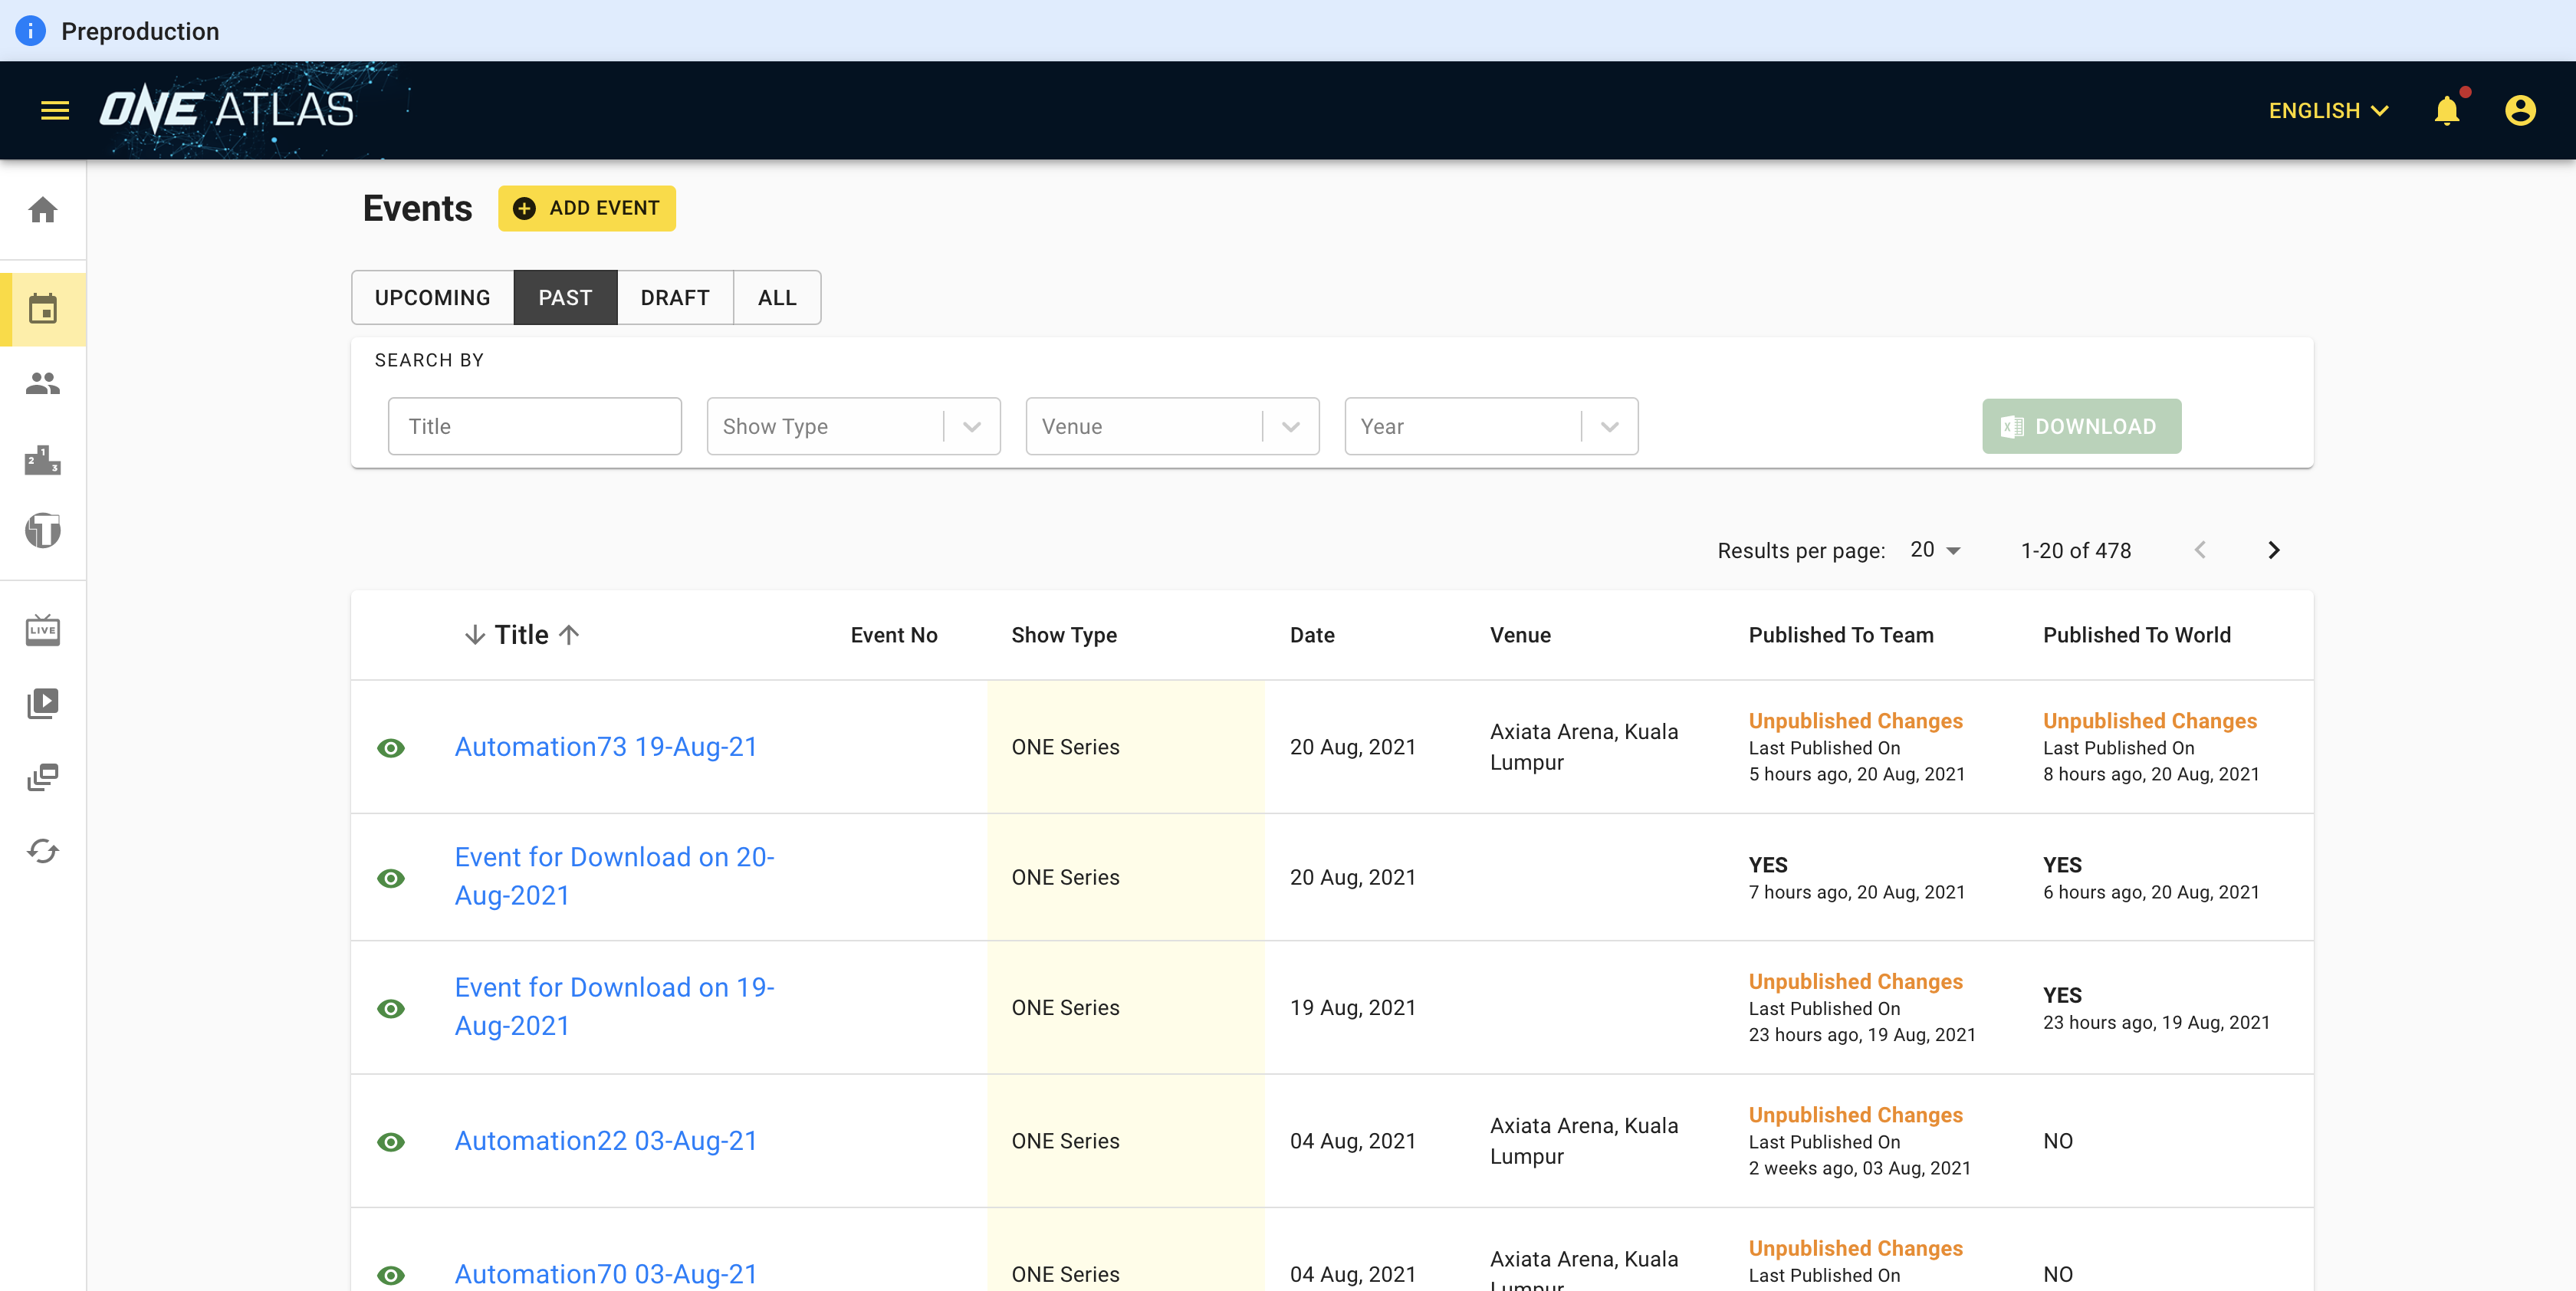 Preproduction
ONE ATLAS
ENGLISH
Events
ADD EVENT
UPCOMING PAST DRAFT ALL
SEARCH BY
Title Show Type Venue Year DOWNLOAD
Results per page: 20 1-20 of 478
Title Event No Show Type Date Venue Published To Team Published To World
Automation73 19-Aug-21
ONE Series
20 Aug, 2021
Axiata Arena, Kuala
Lumpur
Unpublished Changes
Last Published On
5 hours ago, 20 Aug, 2021
Unpublished Changes
Last Published On
8 hours ago, 20 Aug, 2021
Event for Download on 20-
Aug-2021
ONE Series
20 Aug, 2021
YES
7 hours ago, 20 Aug, 2021
YES
6 hours ago, 20 Aug, 2021
Event for Download on 19-
Aug-2021
ONE Series
19 Aug, 2021
Unpublished Changes
Last Published On
23 hours ago, 19 Aug, 2021
YES
23 hours ago, 19 Aug, 2021
Automation22 03-Aug-21
ONE Series
04 Aug, 2021
Axiata Arena, Kuala
Lumpur
Unpublished Changes
Last Published On
2 weeks ago, 03 Aug, 2021
NO
Automation70 03-Aug-21
ONE Series
04 Aug, 2021
Axiata Arena, Kuala
Lumpur
Unpublished Changes
Last Published On
NO
2 1 3
T
LIVE